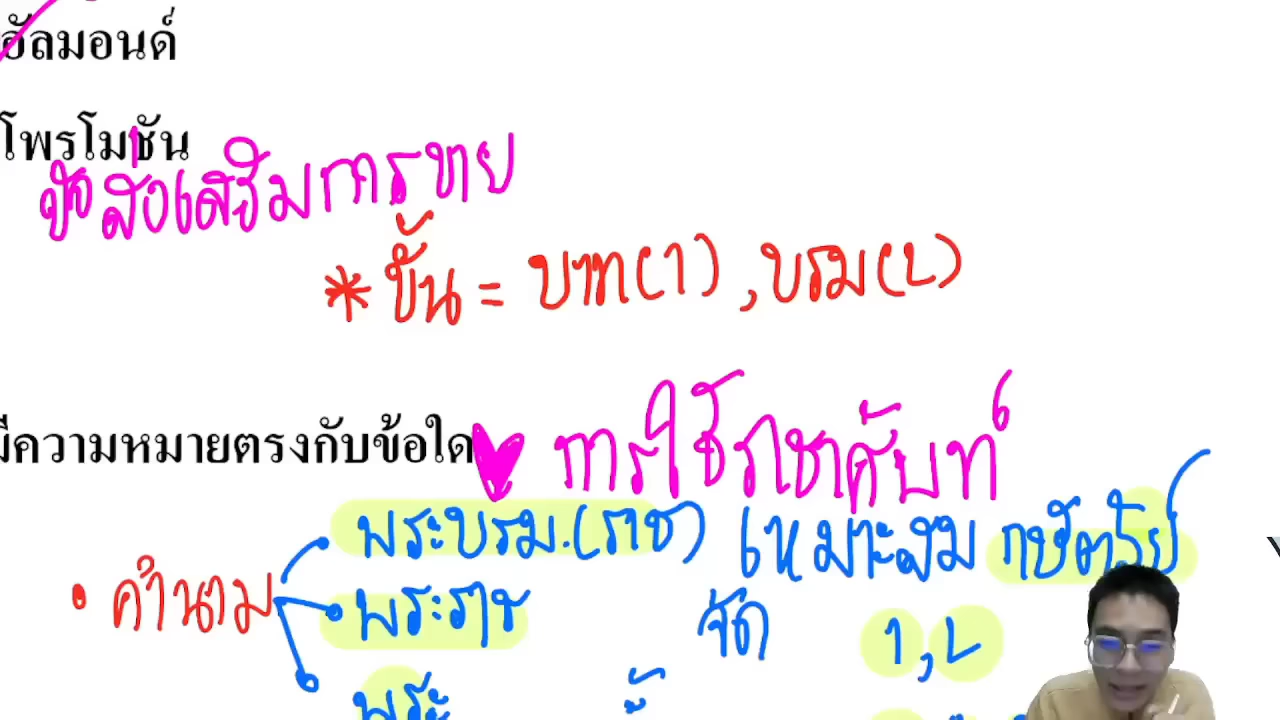 อัลมอนด์
โพรโมชัน
ส่งเสริมการขาย
* ขั้น = บาท(1), บรม(2)
มีความหมายตรงกับข้อใด
การใช้ราชาศัพท์
พระบรม.(ราช) เหมาะสม กษัตริย์
• คำนาม
พระราช จัด 1,2
พระ